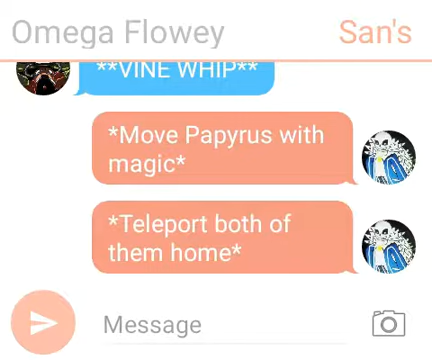 Omega Flowey San's
**VINE WHIP**
*Move Papyrus with
magic*
*Teleport both of
them home*
Message